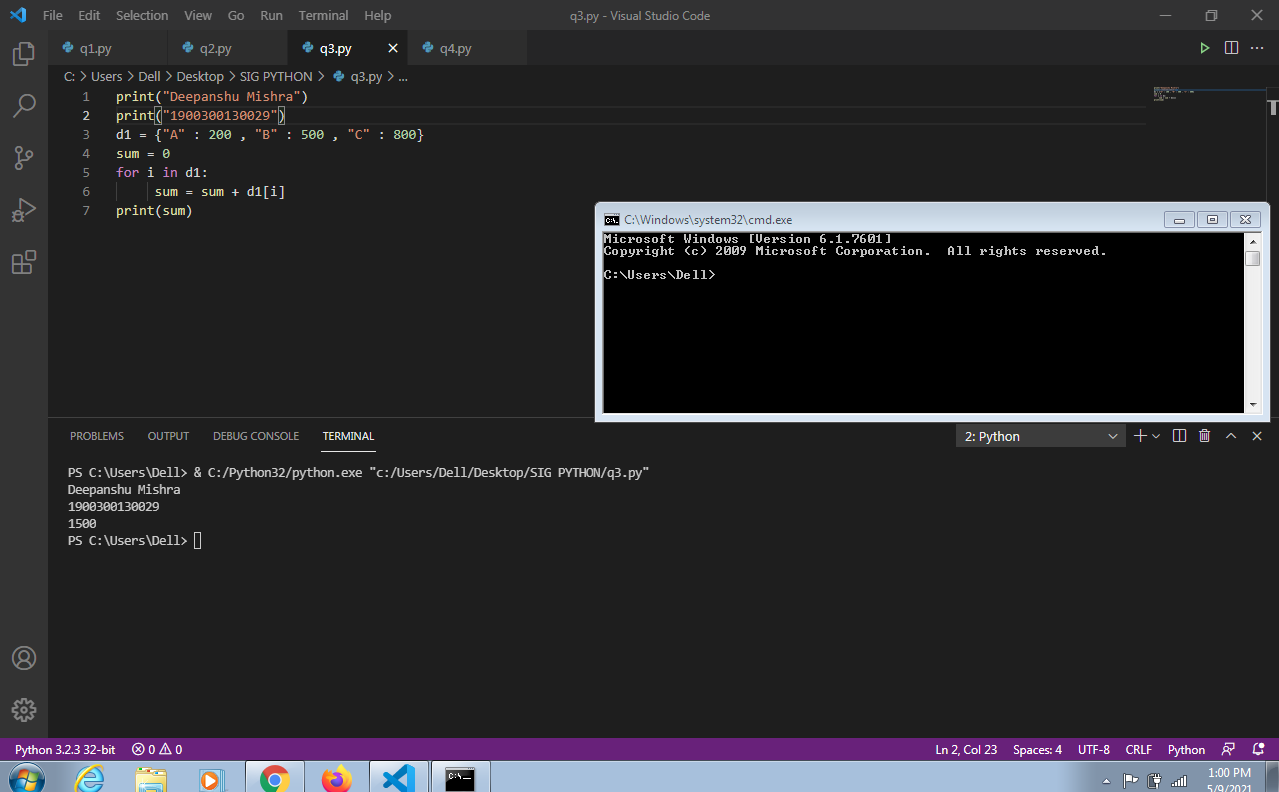 File Edit Selection View Go Run Terminal Help q3.py - Visual Studio Code
q1.py q2.py q3.py q4.py
C: > Users > Dell > Desktop > SIG PYTHON > q3.py > ...
1 print("Deepanshu Mishra")
2 print("1900300130029")
3 d1 = {"A" : 200 , "B" : 500 , "C" : 800}
4 sum = 0
5 for i in d1:
6 sum = sum + d1[i]
7 print(sum)
C:\Windows\system32\cmd.exe
Microsoft Windows [Version 6.1.7601]
Copyright (c) 2009 Microsoft Corporation. All rights reserved.
C:\Users\Dell>
PROBLEMS OUTPUT DEBUG CONSOLE TERMINAL 2: Python
PS C:\Users\Dell> & C:/Python32/python.exe "c:/Users/Dell/Desktop/SIG PYTHON/q3.py"
Deepanshu Mishra
1900300130029
1500
PS C:\Users\Dell>
Python 3.2.3 32-bit 0 0 Ln 2, Col 23 Spaces: 4 UTF-8 CRLF Python
1:00 PM
5/9/2021